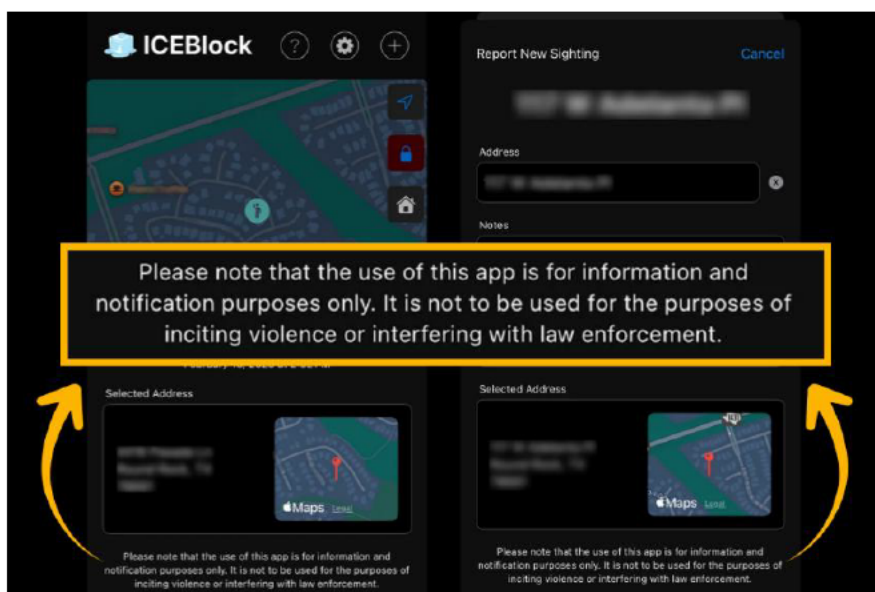 ICEBlock
?
Report New Sighting
Cancel
Address
Notes
Please note that the use of this app is for information and
notification purposes only. It is not to be used for the purposes of
inciting violence or interfering with law enforcement.
Selected Address
Round Rock, TX
Maps Legal
Please note that the use of this app is for information and
notification purposes only. It is not to be used for the purposes of
inciting violence or interfering with law enforcement.
Selected Address
Maps Legal
Please note that the use of this app is for information and
notification purposes only. It is not to be used for the purposes of
inciting violence or interfering with law enforcement.